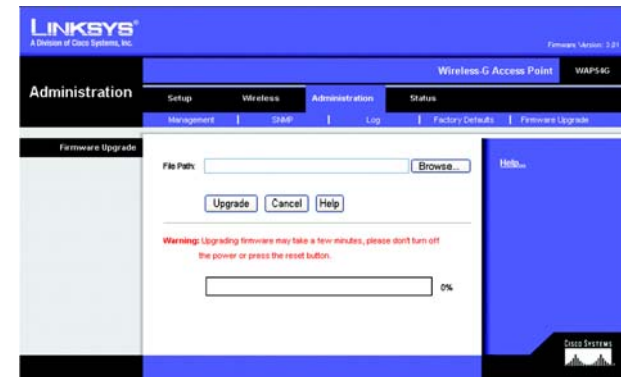 LINKSYS®
A Division of Cisco Systems, Inc.
Firmware Version: 3.01
Wireless-G Access Point WAP54G
Administration
Setup Wireless Administration Status
Management | SNMP | Log | Factory Defaults | Firmware Upgrade
Firmware Upgrade
File Path: Browse...
Help...
Upgrade Cancel Help
Warning: Upgrading firmware may take a few minutes, please don't turn off
the power or press the reset button.
0%
CISCO SYSTEMS